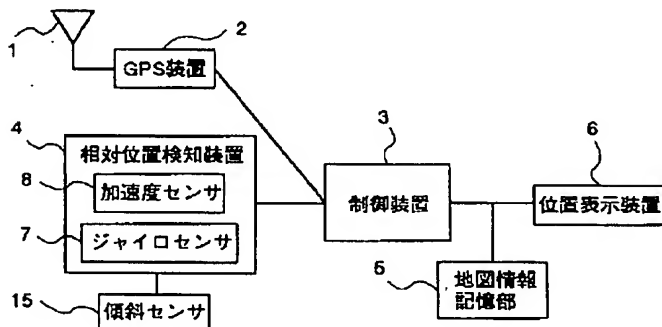 1
2
GPS装置
4
相対位置検知装置
8
加速度センサ
7
ジャイロセンサ
15
傾斜センサ
3
制御装置
6
位置表示装置
5
地図情報
記憶部